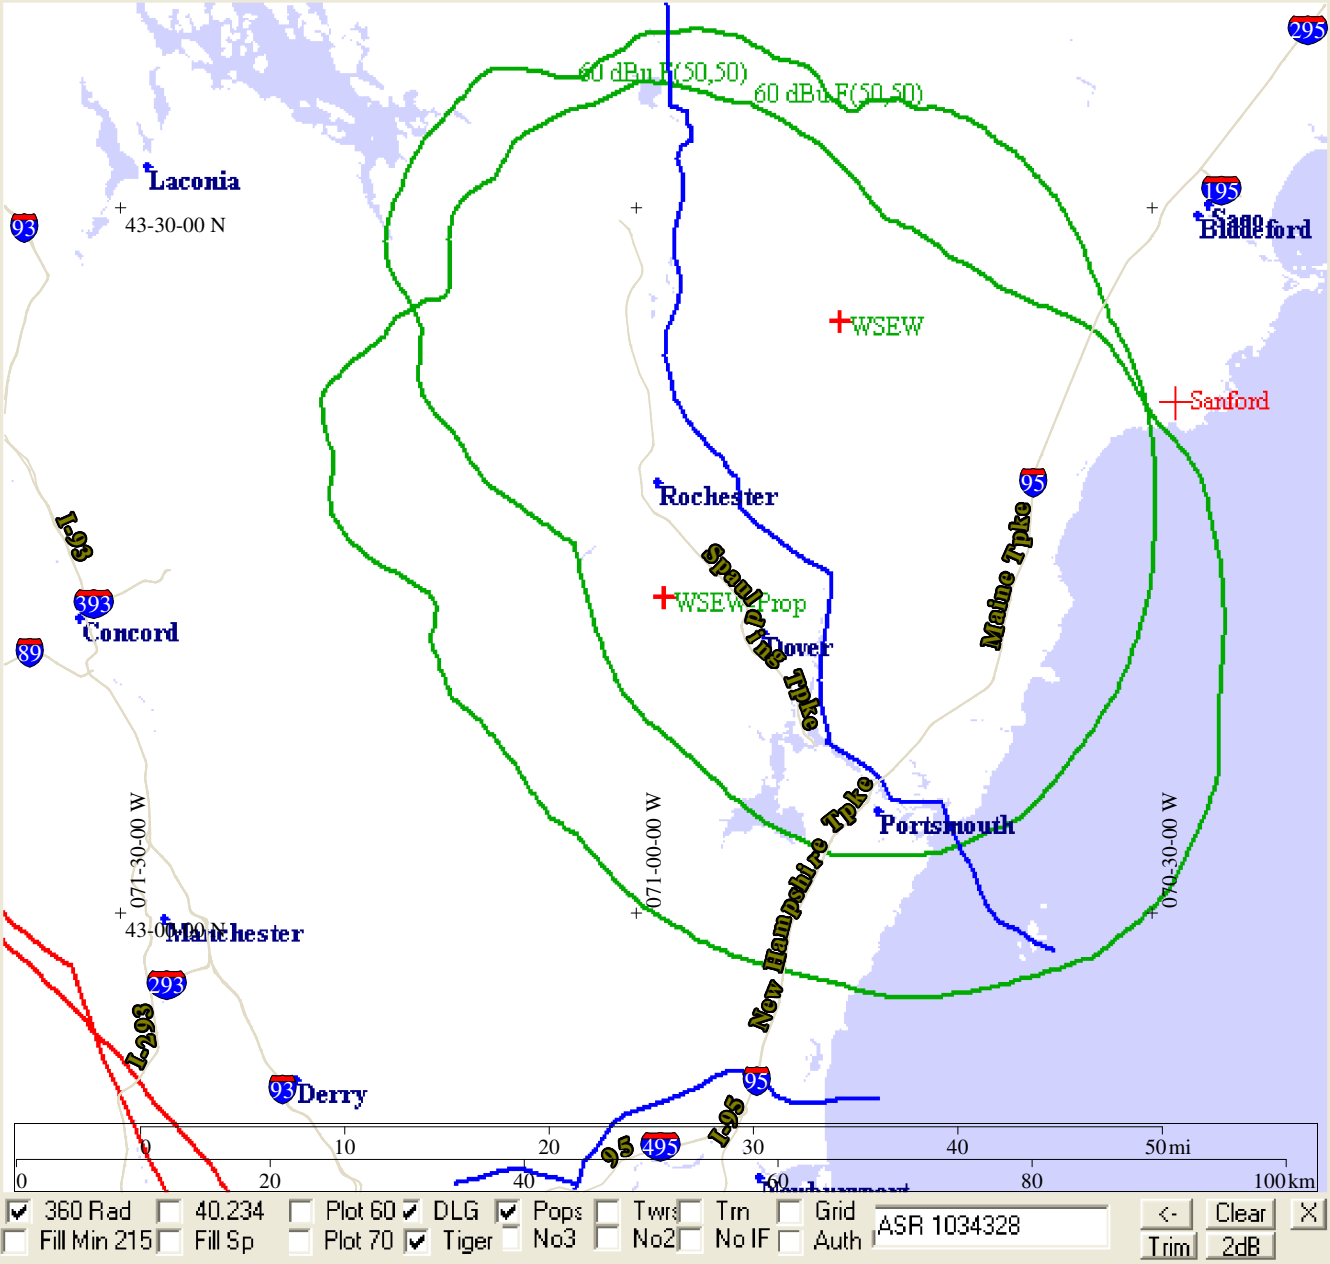 295
60 dBu F(50,50)
60 dBu F(50,50)
Laconia
195
43-30-00 N
93
Saco
Biddeford
WSEW
Sanford
95
Rochester
I-93
Maine Tpke
Spaulding Tpke
393
WSEW-Prop
Concord
89
Dover
071-30-00 W
071-00-00 W
070-30-00 W
Portsmouth
New Hampshire Tpke
43-00-00 N
Manchester
293
I-293
95
93
Derry
I-95
95
495
0 10 20 30 40 50 mi
0 20 40 60 80 100 km
Newburyport
360 Rad 40.234 Plot 60 DLG Pops Twrs Trn Grid ASR 1034328 <- Clear X
Fill Min 215 Fill Sp Plot 70 Tiger No3 No2 No IF Auth Trim 2dB